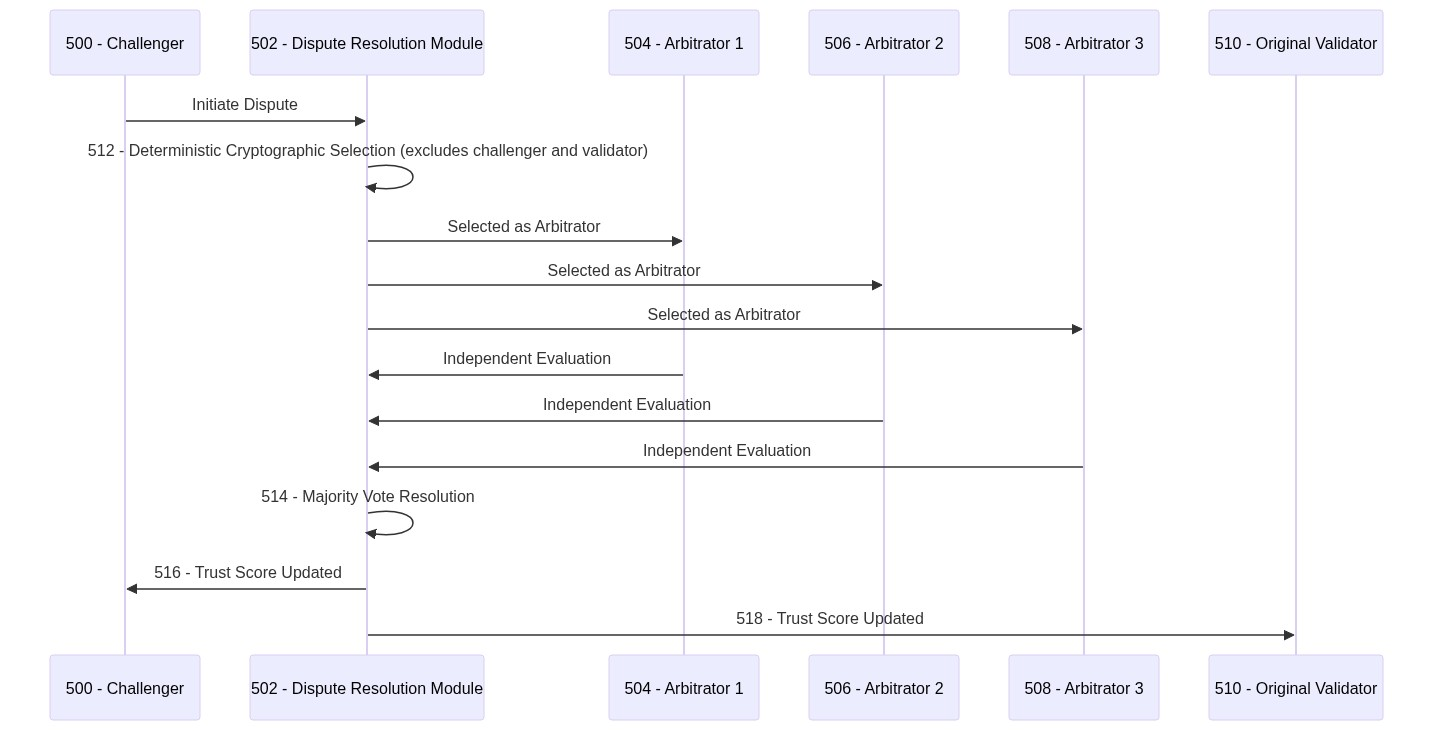 500 - Challenger
502 - Dispute Resolution Module
504 - Arbitrator 1
506 - Arbitrator 2
508 - Arbitrator 3
510 - Original Validator
Initiate Dispute
512 - Deterministic Cryptographic Selection (excludes challenger and validator)
Selected as Arbitrator
Selected as Arbitrator
Selected as Arbitrator
Independent Evaluation
Independent Evaluation
Independent Evaluation
514 - Majority Vote Resolution
516 - Trust Score Updated
518 - Trust Score Updated
500 - Challenger
502 - Dispute Resolution Module
504 - Arbitrator 1
506 - Arbitrator 2
508 - Arbitrator 3
510 - Original Validator